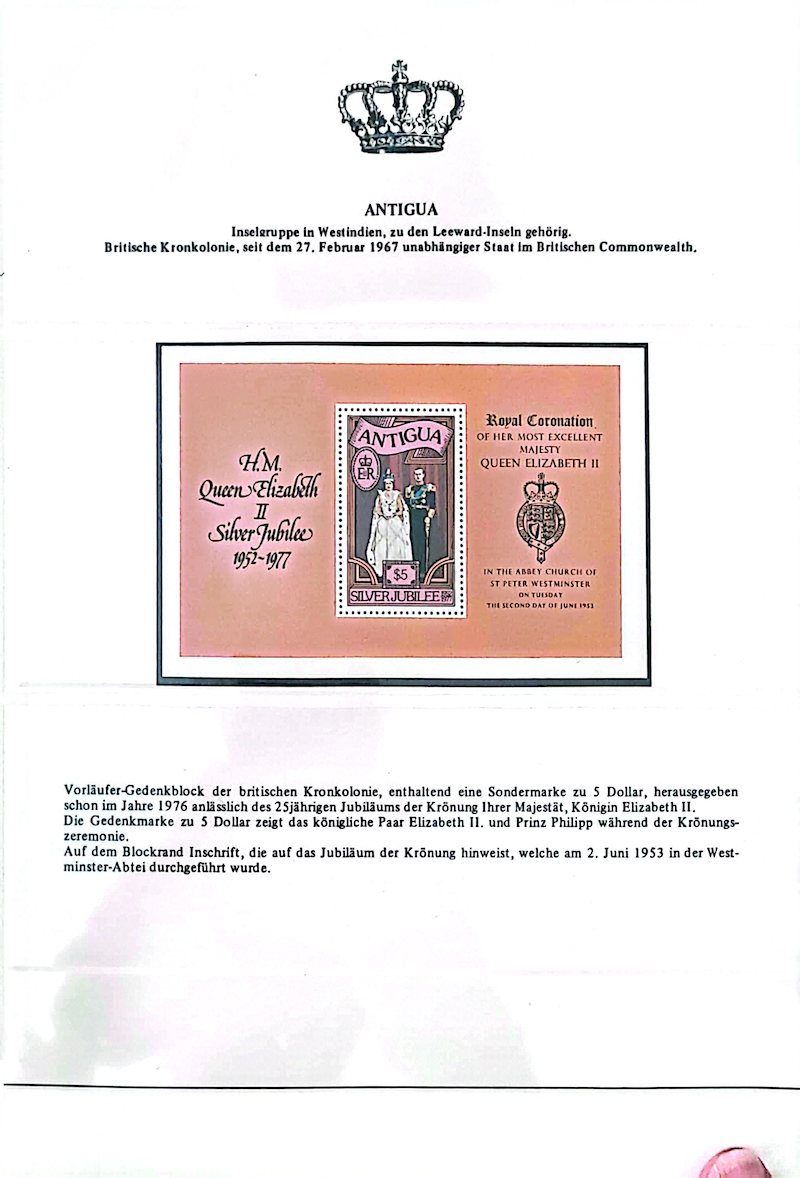 ANTIGUA
Inselgruppe in Westindien, zu den Leeward-Inseln gehörig.
Britische Kronkolonie, seit dem 27. Februar 1967 unabhängiger Staat im Britischen Commonwealth.
H.M.
Queen Elizabeth
II
Silver Jubilee
1952-1977
ANTIGUA
E R
$5
SILVER JUBILEE
Royal Coronation
OF HER MOST EXCELLENT
MAJESTY
QUEEN ELIZABETH II
IN THE ABBEY CHURCH OF
ST PETER WESTMINSTER
ON TUESDAY
THE SECOND DAY OF JUNE 1953
Vorläufer-Gedenkblock der britischen Kronkolonie, enthaltend eine Sondermarke zu 5 Dollar, herausgegeben
schon im Jahre 1976 anlässlich des 25jährigen Jubiläums der Krönung Ihrer Majestät, Königin Elizabeth II.
Die Gedenkmarke zu 5 Dollar zeigt das königliche Paar Elizabeth II. und Prinz Philipp während der Krönungs-
zeremonie.
Auf dem Blockrand Inschrift, die auf das Jubiläum der Krönung hinweist, welche am 2. Juni 1953 in der West-
minster-Abtei durchgeführt wurde.